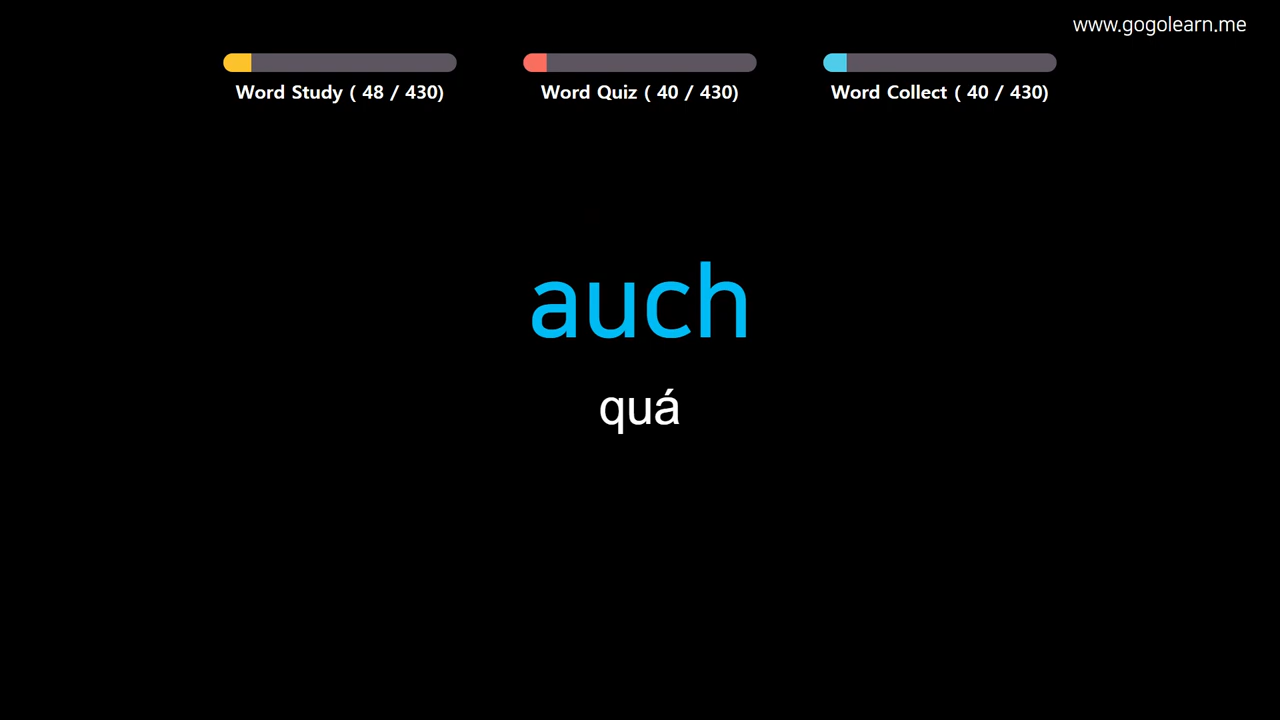 www.gogolearn.me
Word Study ( 48 / 430)
Word Quiz ( 40 / 430)
Word Collect ( 40 / 430)
auch
quá